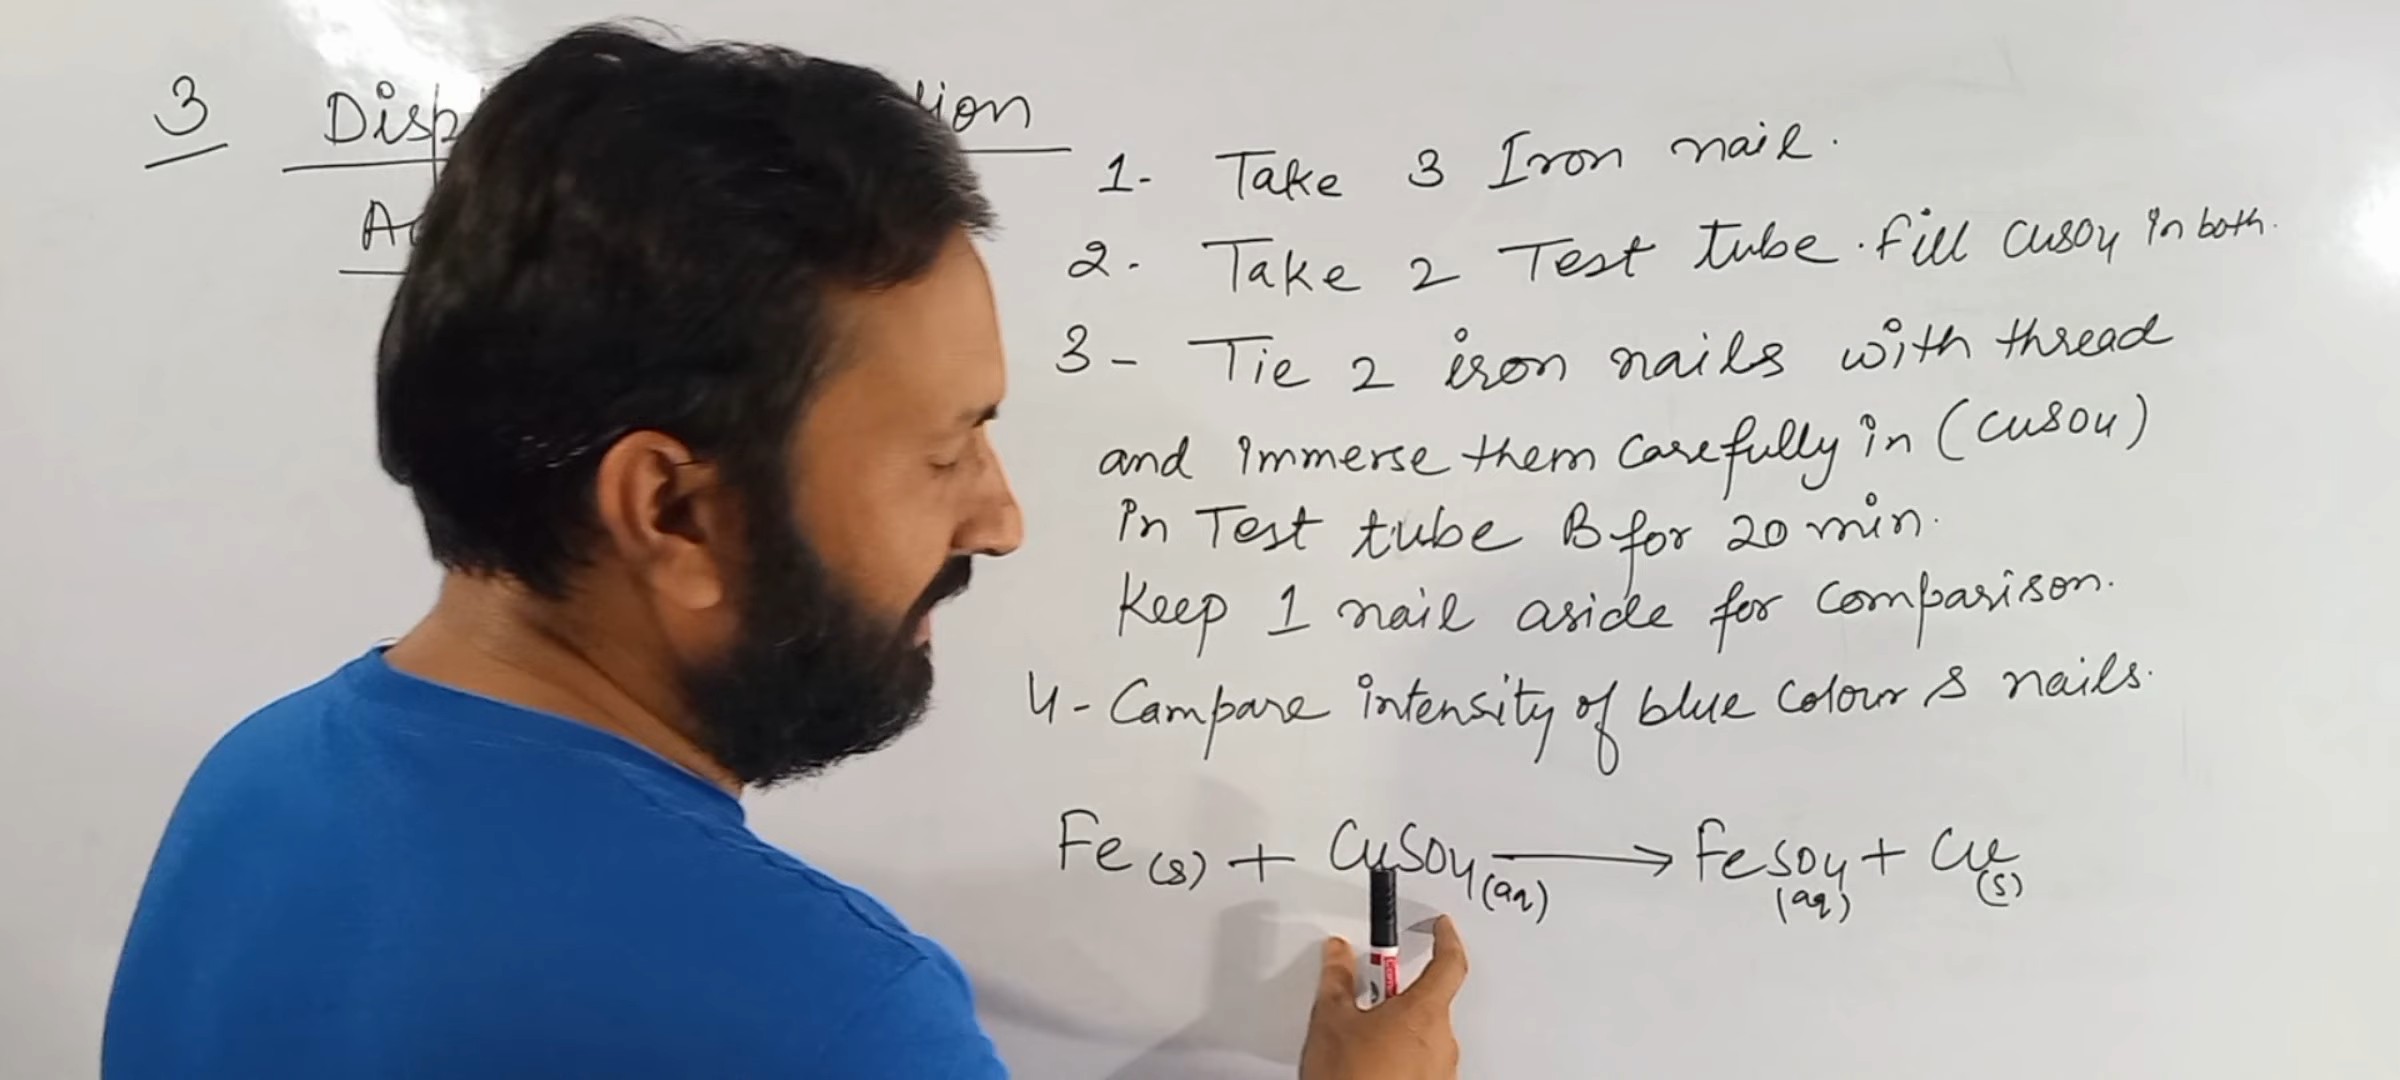 3 Disp tion
1- Take 3 Iron nail.
2- Take 2 Test tube. fill CuSO4 in both.
3- Tie 2 iron nails with thread
and immerse them carefully in (CuSO4)
in Test tube B for 20 min.
Keep 1 nail aside for comparison.
4- Campare intensity of blue colour & nails.
Fe(s) + CuSO4(aq) → FeSO4(aq) + Cu(s)